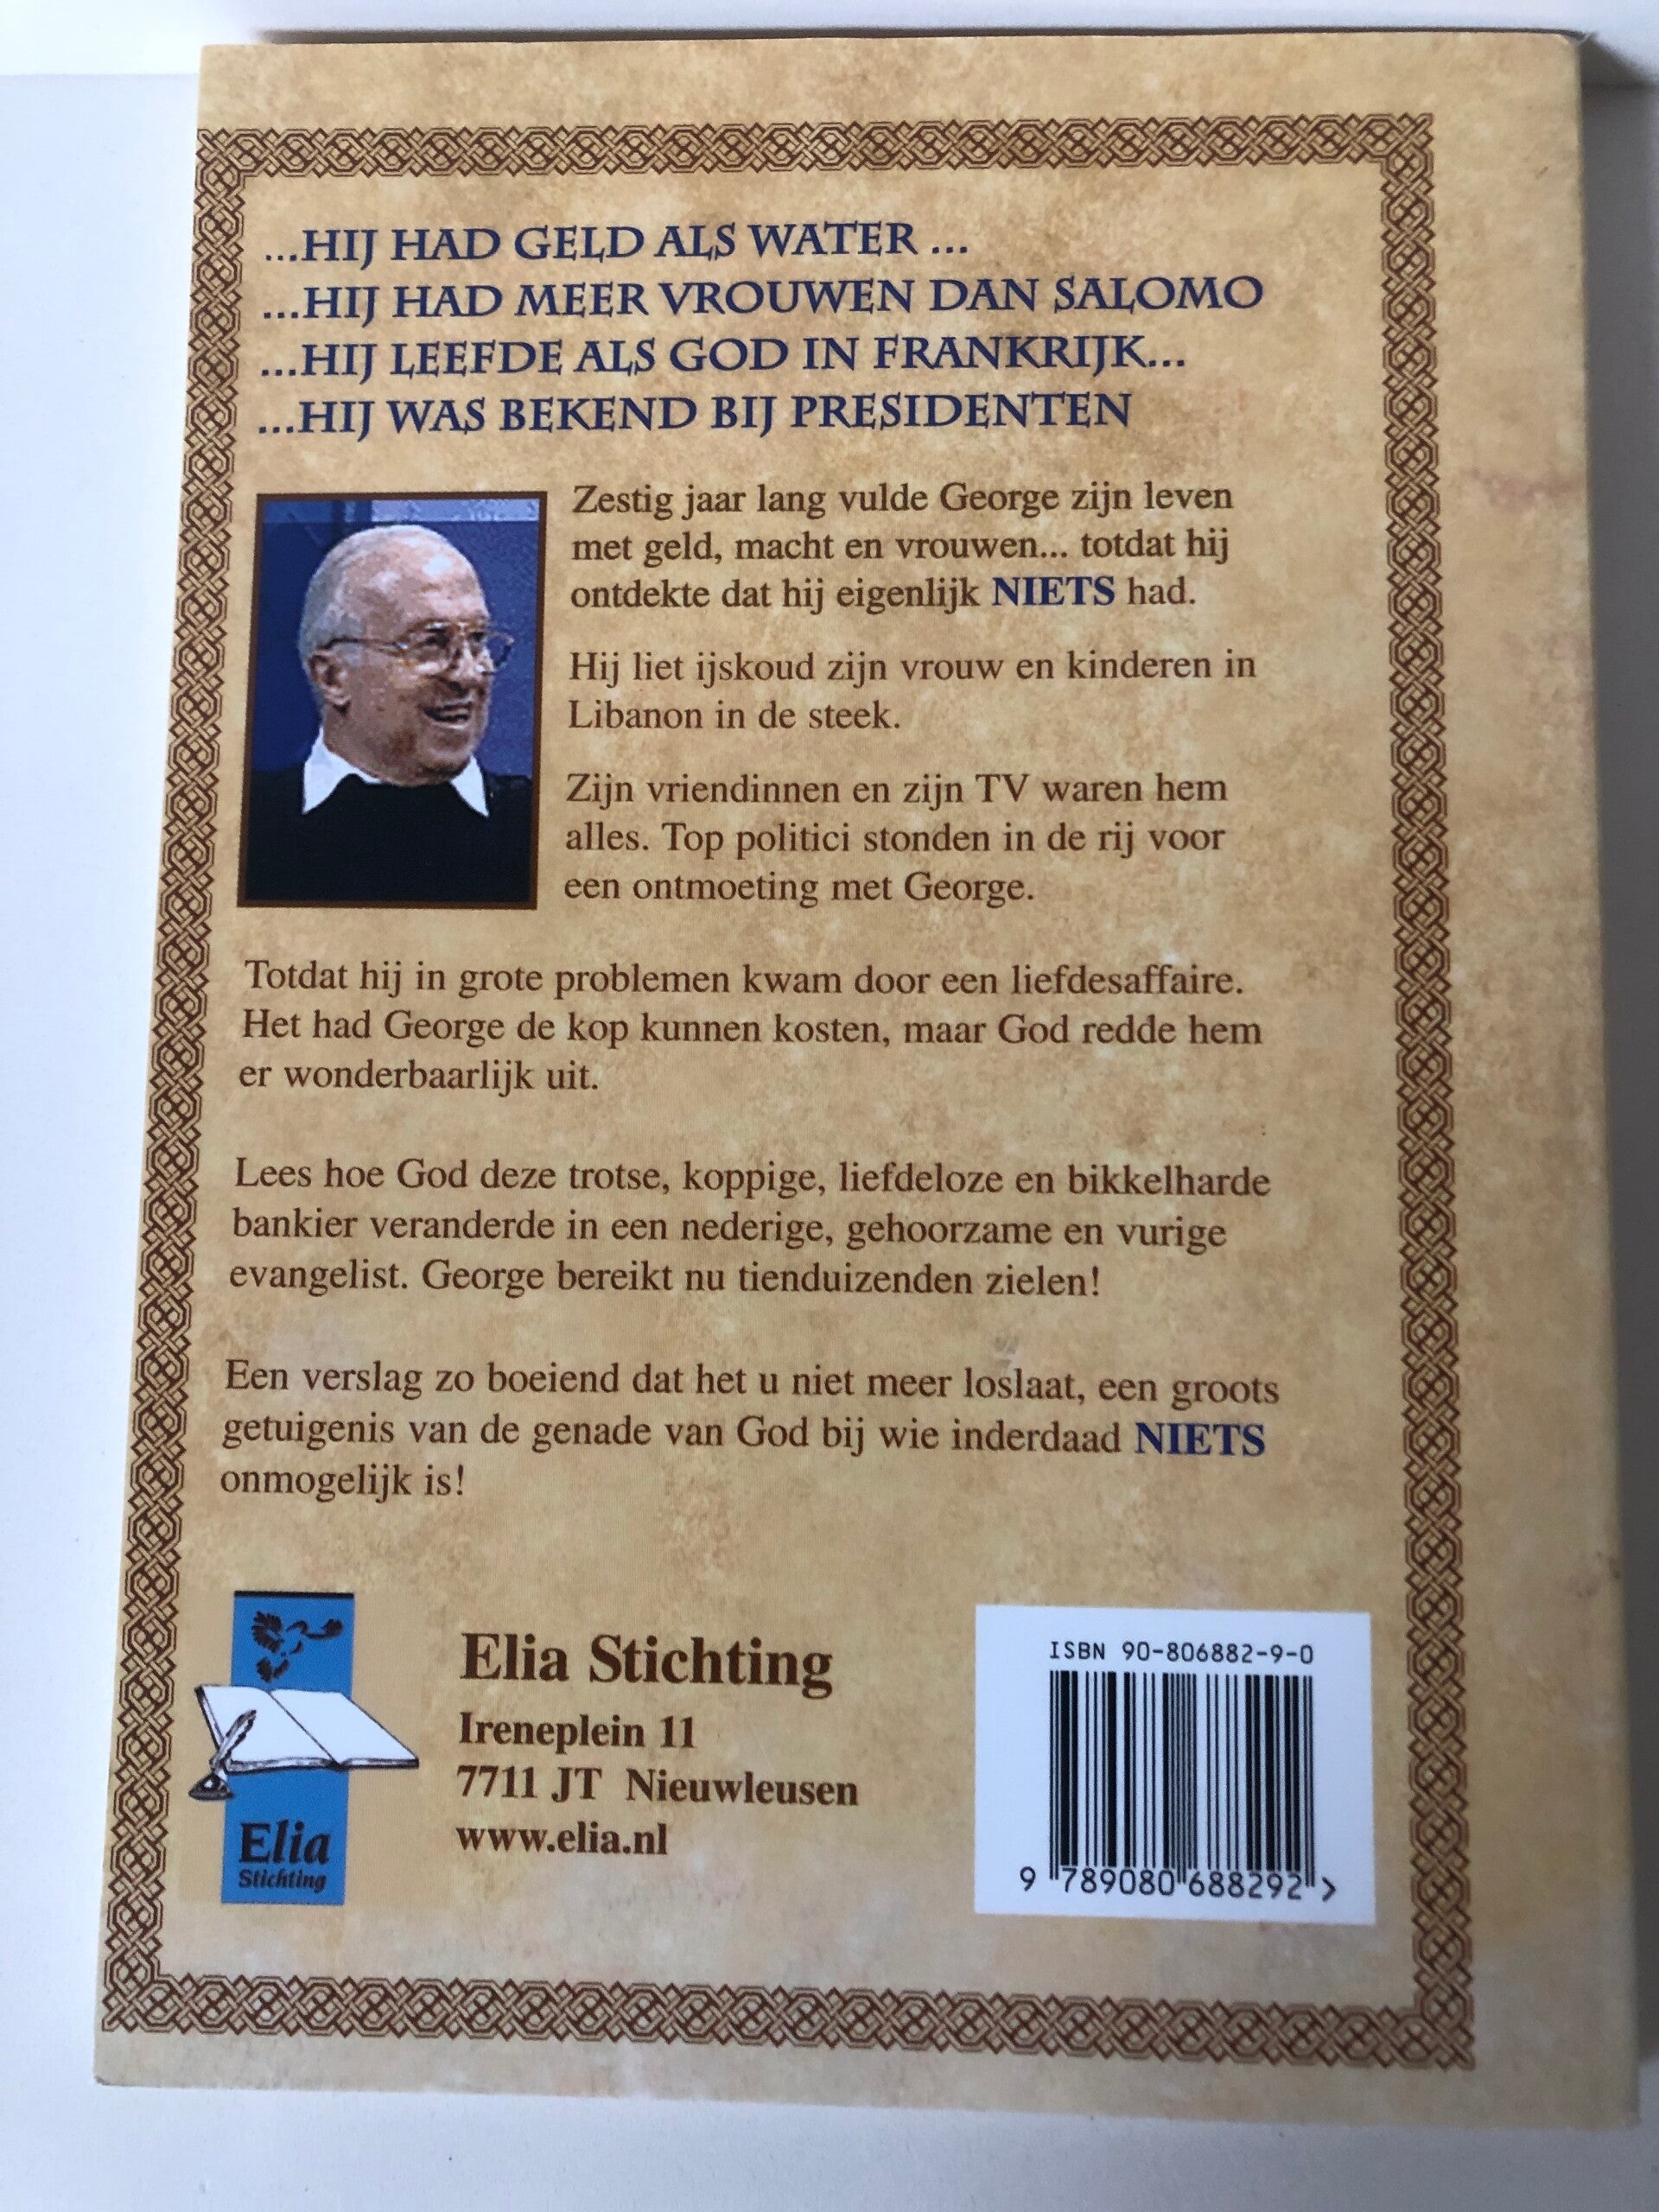 ...HIJ HAD GELD ALS WATER ...
...HIJ HAD MEER VROUWEN DAN SALOMO
...HIJ LEEFDE ALS GOD IN FRANKRIJK...
...HIJ WAS BEKEND BIJ PRESIDENTEN
Zestig jaar lang vulde George zijn leven
met geld, macht en vrouwen... totdat hij
ontdekte dat hij eigenlijk NIETS had.
Hij liet ijskoud zijn vrouw en kinderen in
Libanon in de steek.
Zijn vriendinnen en zijn TV waren hem
alles. Top politici stonden in de rij voor
een ontmoeting met George.
Totdat hij in grote problemen kwam door een liefdesaffaire.
Het had George de kop kunnen kosten, maar God redde hem
er wonderbaarlijk uit.
Lees hoe God deze trotse, koppige, liefdeloze en bikkelharde
bankier veranderde in een nederige, gehoorzame en vurige
evangelist. George bereikt nu tienduizenden zielen!
Een verslag zo boeiend dat het u niet meer loslaat, een groots
getuigenis van de genade van God bij wie inderdaad NIETS
onmogelijk is!
Elia Stichting
Ireneplein 11
7711 JT Nieuwleusen
www.elia.nl
Elia
Stichting
ISBN 90-806882-9-0
9 789080 688292 >